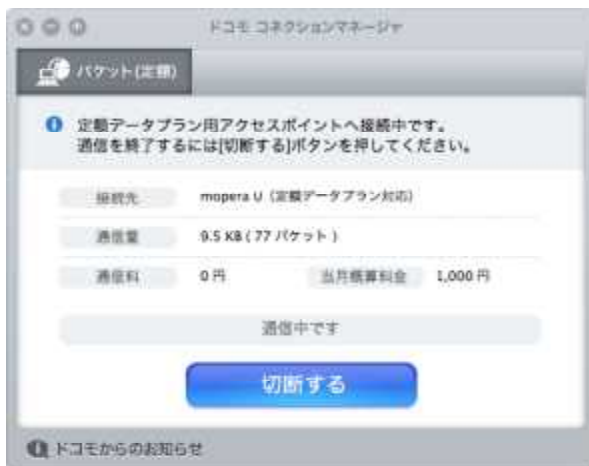 ドコモ コネクションマネージャ
パケット(定額)
定額データプラン用アクセスポイントへ接続中です。
通信を終了するには[切断する]ボタンを押してください。
接続先 mopera U（定額データプラン対応）
通信量 9.5 KB ( 77 パケット )
通信料 0 円 当月概算料金 1,000 円
通信中です
切断する
ドコモからのお知らせ